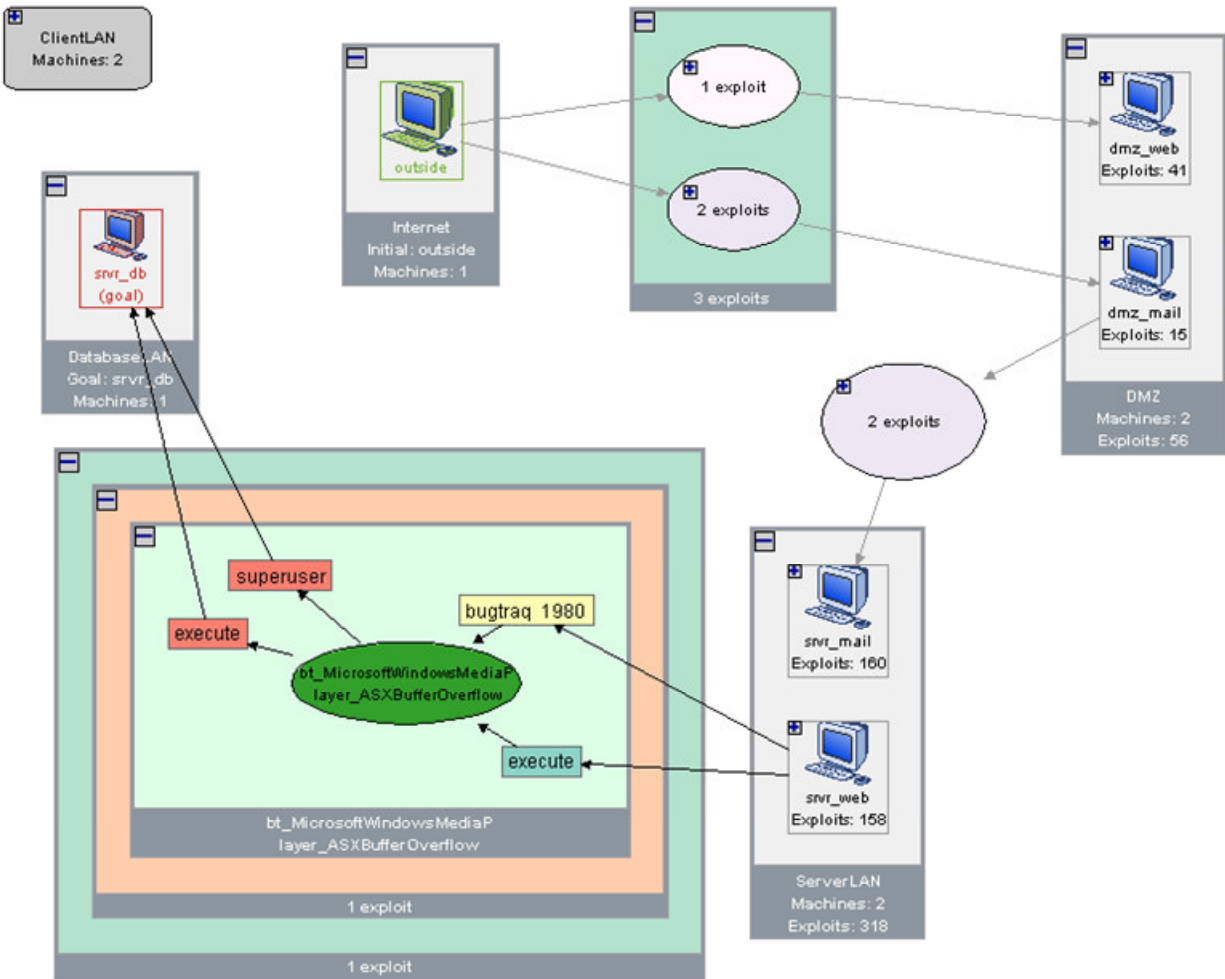 ClientLAN
Machines: 2
outside
Internet
Initial: outside
Machines: 1
1 exploit
2 exploits
3 exploits
dmz_web
Exploits: 41
dmz_mail
Exploits: 15
DMZ
Machines: 2
Exploits: 56
srvr_db
(goal)
DatabaseLAN
Goal: srvr_db
Machines: 1
2 exploits
superuser
execute
bugtraq 1980
bt_MicrosoftWindowsMediaP
layer_ASXBufferOverflow
execute
bt_MicrosoftWindowsMediaP
layer_ASXBufferOverflow
1 exploit
1 exploit
srvr_mail
Exploits: 160
srvr_web
Exploits: 158
ServerLAN
Machines: 2
Exploits: 318